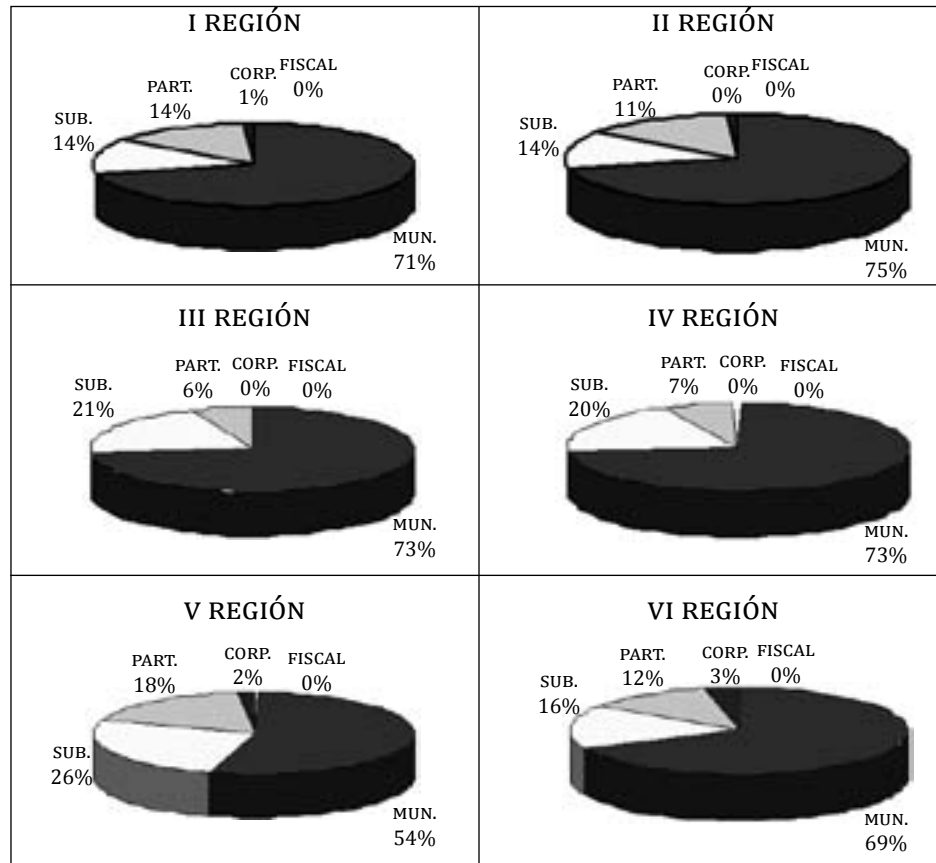 I REGIÓN
SUB.
14%
PART.
14%
CORP.
1%
FISCAL
0%
MUN.
71%
II REGIÓN
SUB.
14%
PART.
11%
CORP.
0%
FISCAL
0%
MUN.
75%
III REGIÓN
SUB.
21%
PART.
6%
CORP.
0%
FISCAL
0%
MUN.
73%
IV REGIÓN
SUB.
20%
PART.
7%
CORP.
0%
FISCAL
0%
MUN.
73%
V REGIÓN
SUB.
26%
PART.
18%
CORP.
2%
FISCAL
0%
MUN.
54%
VI REGIÓN
SUB.
16%
PART.
12%
CORP.
3%
FISCAL
0%
MUN.
69%